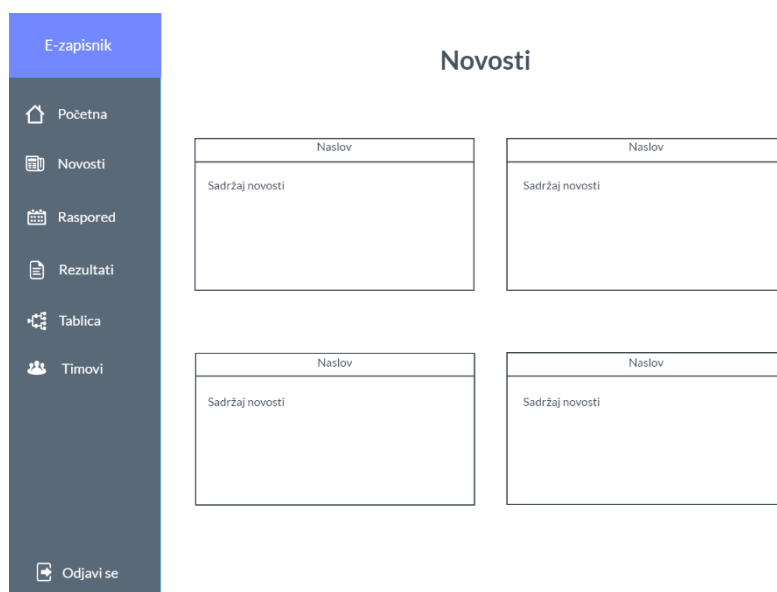 E-zapisnik
Početna
Novosti
Raspored
Rezultati
Tablica
Timovi
Odjavi se
Novosti
Naslov
Sadržaj novosti
Naslov
Sadržaj novosti
Naslov
Sadržaj novosti
Naslov
Sadržaj novosti